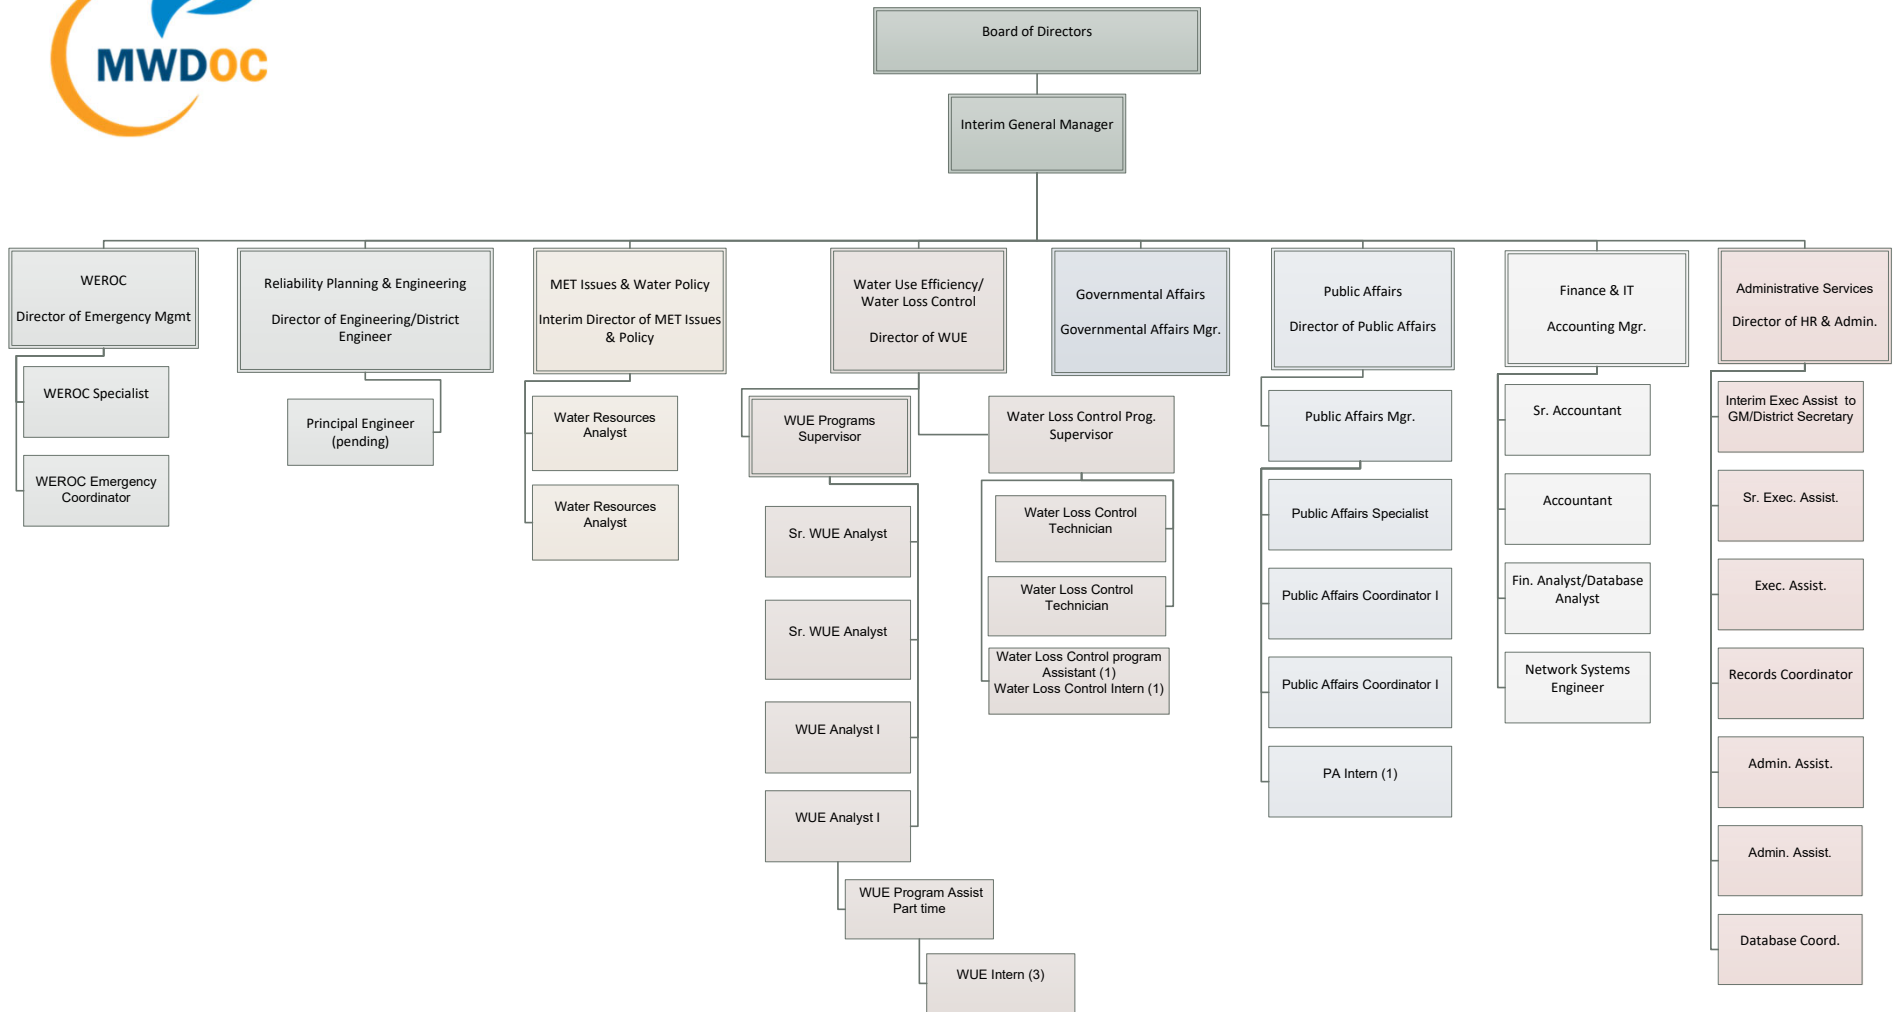 MWDOC
Board of Directors
Interim General Manager
WEROC
Director of Emergency Mgmt
WEROC Specialist
WEROC Emergency
Coordinator
Reliability Planning & Engineering
Director of Engineering/District
Engineer
Principal Engineer
(pending)
MET Issues & Water Policy
Interim Director of MET Issues
& Policy
Water Resources
Analyst
Water Resources
Analyst
Water Use Efficiency/
Water Loss Control
Director of WUE
WUE Programs
Supervisor
Sr. WUE Analyst
Sr. WUE Analyst
WUE Analyst I
WUE Analyst I
WUE Program Assist
Part time
WUE Intern (3)
Water Loss Control Prog.
Supervisor
Water Loss Control
Technician
Water Loss Control
Technician
Water Loss Control program
Assistant (1)
Water Loss Control Intern (1)
Governmental Affairs
Governmental Affairs Mgr.
Public Affairs
Director of Public Affairs
Public Affairs Mgr.
Public Affairs Specialist
Public Affairs Coordinator I
Public Affairs Coordinator I
PA Intern (1)
Finance & IT
Accounting Mgr.
Sr. Accountant
Accountant
Fin. Analyst/Database
Analyst
Network Systems
Engineer
Administrative Services
Director of HR & Admin.
Interim Exec Assist to
GM/District Secretary
Sr. Exec. Assist.
Exec. Assist.
Records Coordinator
Admin. Assist.
Admin. Assist.
Database Coord.